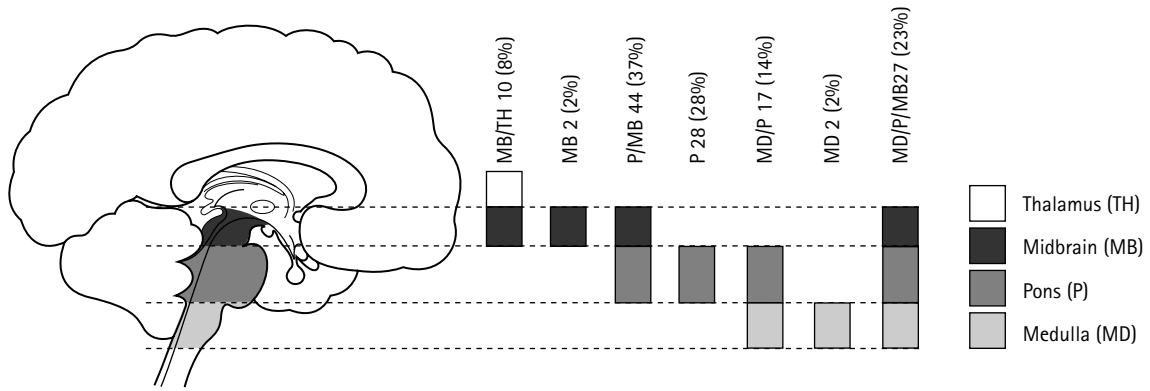 MB/TH 10 (8%)
MB 2 (2%)
P/MB 44 (37%)
P 28 (28%)
MD/P 17 (14%)
MD 2 (2%)
MD/P/MB27 (23%)
Thalamus (TH)
Midbrain (MB)
Pons (P)
Medulla (MD)